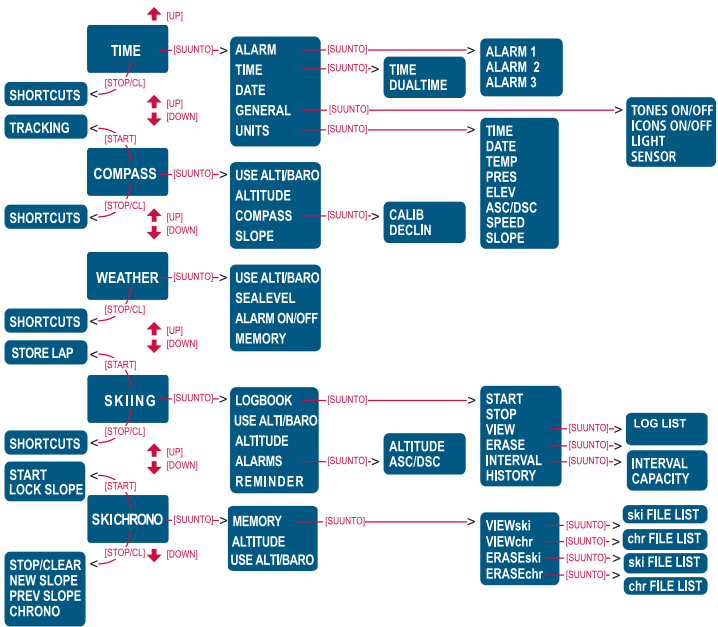 [UP]
TIME
[SUUNTO]
ALARM
TIME
DATE
GENERAL
UNITS
[SUUNTO]
ALARM 1
ALARM 2
ALARM 3
[SUUNTO]
TIME
DUALTIME
[SUUNTO]
TONES ON/OFF
ICONS ON/OFF
LIGHT
SENSOR
[SUUNTO]
TIME
DATE
TEMP
PRES
ELEV
ASC/DSC
SPEED
SLOPE
[STOP/CL]
SHORTCUTS
[UP]
[DOWN]
TRACKING
[START]
COMPASS
[SUUNTO]
USE ALTI/BARO
ALTITUDE
COMPASS
SLOPE
[SUUNTO]
CALIB
DECLIN
[STOP/CL]
SHORTCUTS
[UP]
[DOWN]
WEATHER
[SUUNTO]
USE ALTI/BARO
SEALEVEL
ALARM ON/OFF
MEMORY
[STOP/CL]
SHORTCUTS
[UP]
[DOWN]
STORE LAP
[START]
SKIING
[SUUNTO]
LOGBOOK
USE ALTI/BARO
ALTITUDE
ALARMS
REMINDER
[SUUNTO]
START
STOP
VIEW
ERASE
INTERVAL
HISTORY
[SUUNTO]
LOG LIST
[SUUNTO]
[SUUNTO]
INTERVAL
CAPACITY
[SUUNTO]
ALTITUDE
ASC/DSC
[STOP/CL]
SHORTCUTS
[UP]
[DOWN]
START
LOCK SLOPE
[START]
SKICHRONO
[SUUNTO]
MEMORY
ALTITUDE
USE ALTI/BARO
[SUUNTO]
VIEWski
VIEWchr
ERASEski
ERASEchr
[SUUNTO]
ski FILE LIST
[SUUNTO]
chr FILE LIST
[SUUNTO]
ski FILE LIST
[SUUNTO]
chr FILE LIST
[STOP/CL]
[DOWN]
STOP/CLEAR
NEW SLOPE
PREV SLOPE
CHRONO